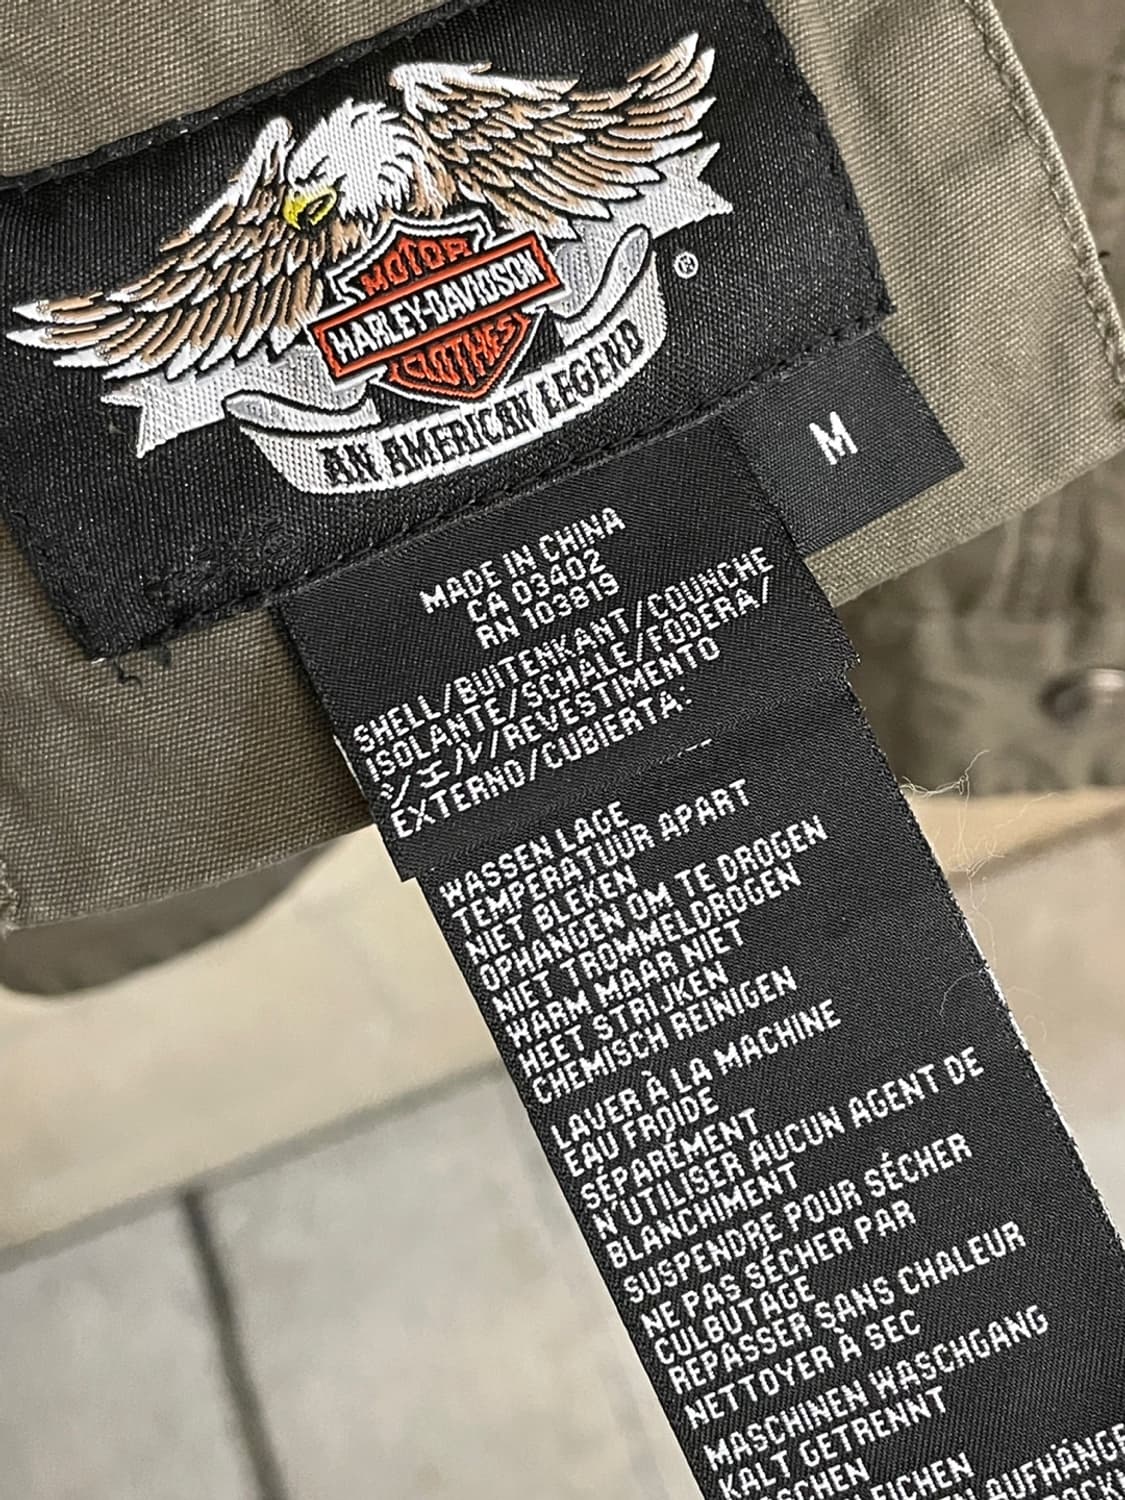 MOTOR
HARLEY-DAVIDSON
CLOTHES
®
AN AMERICAN LEGEND
M
MADE IN CHINA
CA 03402
RN 103819
SHELL/BUITENKANT/COUNCHE
ISOLANTE/SCHALE/FODERA/
シェル/REVESTIMENTO
EXTERNO/CUBIERTA:
WASSEN LAGE
TEMPERATUUR APART
NIET BLEKEN
OPHANGEN OM TE DROGEN
NIET TROMMELDROGEN
WARM MAAR NIET
HEET STRIJKEN
CHEMISCH REINIGEN
LAVER À LA MACHINE
EAU FROIDE
SÉPARÉMENT
N'UTILISER AUCUN AGENT DE
BLANCHIMENT
SUSPENDRE POUR SÉCHER
NE PAS SÉCHER PAR
CULBUTAGE
REPASSER SANS CHALEUR
NETTOYER À SEC
MASCHINEN WASCHGANG
KALT GETRENNT